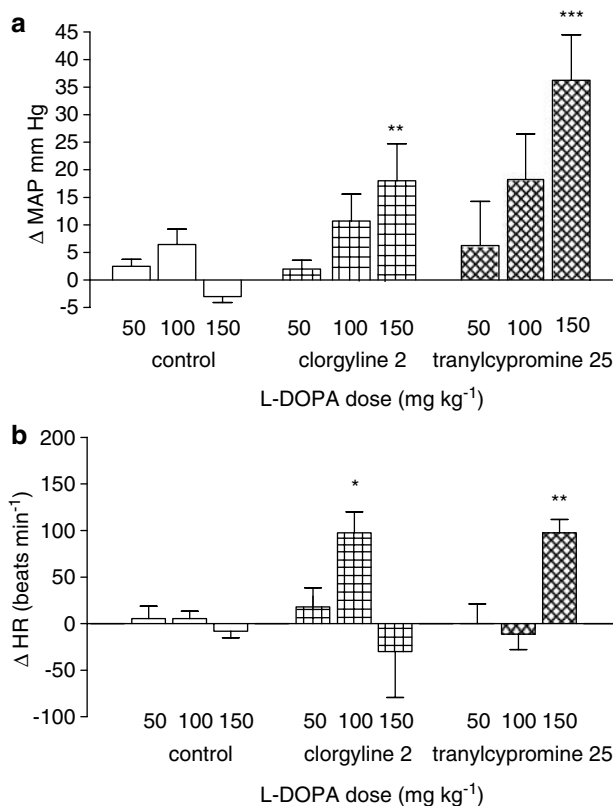 a
Δ MAP mm Hg
45
40
35
30
25
20
15
10
5
0
-5
** ***
50 100 150 50 100 150 50 100 150
control clorgyline 2 tranylcypromine 25
L-DOPA dose (mg kg⁻¹)
b
Δ HR (beats min⁻¹)
200
150
100
50
0
-50
-100
* **
50 100 150 50 100 150 50 100 150
control clorgyline 2 tranylcypromine 25
L-DOPA dose (mg kg⁻¹)